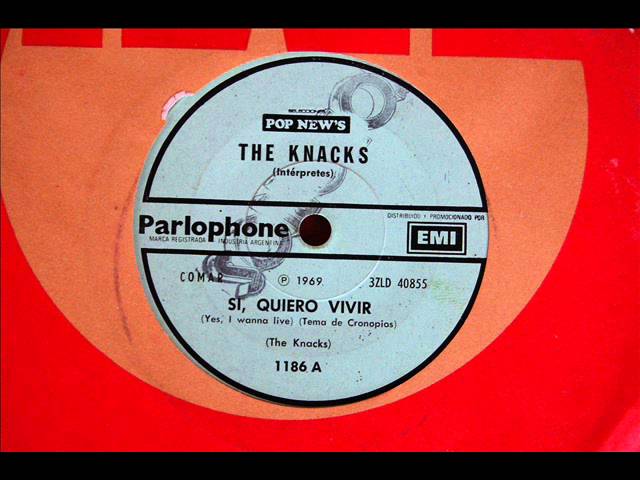 SELECCION
POP NEW'S
THE KNACKS
(Intérpretes)
Parlophone
MARCA REGISTRADA INDUSTRIA ARGENTINA
DISTRIBUIDO Y PROMOCIONADO POR
EMI
COMAR ℗ 1969. 3ZLD 40855
SI, QUIERO VIVIR
(Yes, I wanna live) (Tema de Cronopios)
(The Knacks)
1186 A